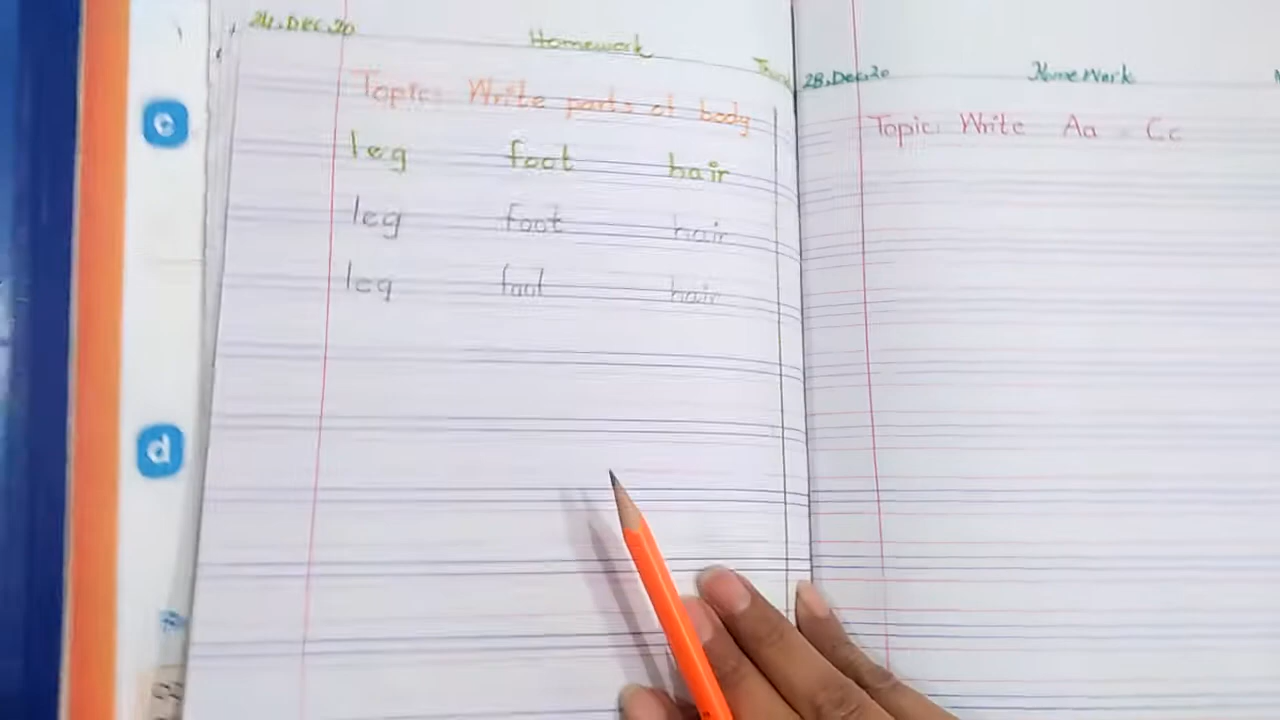 24.Dec.20
Homework
Topic: Write parts of body
leg foot hair
leg foot hair
leg foot hair
28.Dec.20
Home Work
Topic: Write Aa Cc
c
d